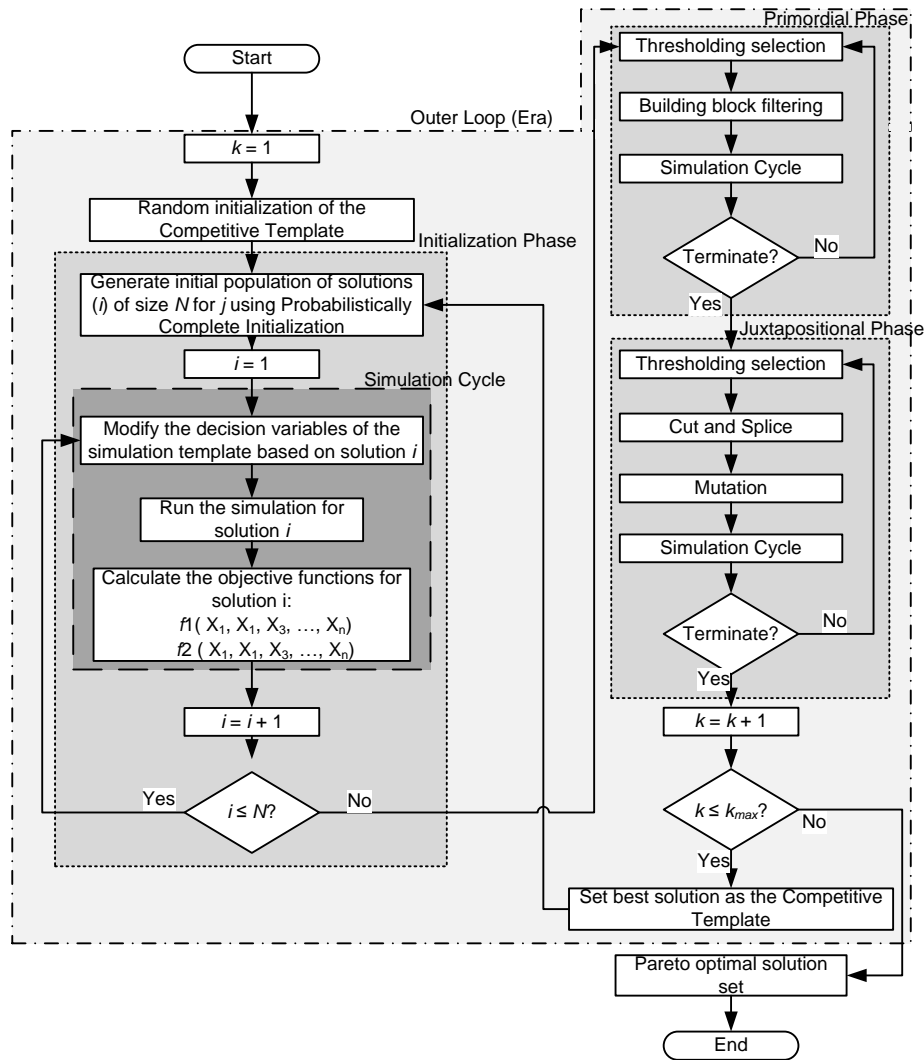 Start
Outer Loop (Era)
k = 1
Random initialization of the
Competitive Template
Initialization Phase
Generate initial population of solutions
(i) of size N for j using Probabilistically
Complete Initialization
i = 1
Simulation Cycle
Modify the decision variables of the
simulation template based on solution i
Run the simulation for
solution i
Calculate the objective functions for
solution i:
f1( X₁, X₁, X₃, …, Xₙ)
f2 ( X₁, X₁, X₃, …, Xₙ)
i = i + 1
i ≤ N?
Yes
No
Primordial Phase
Thresholding selection
Building block filtering
Simulation Cycle
Terminate?
No
Yes
Juxtapositional Phase
Thresholding selection
Cut and Splice
Mutation
Simulation Cycle
Terminate?
No
Yes
k = k + 1
k ≤ kmax?
No
Yes
Set best solution as the Competitive
Template
Pareto optimal solution
set
End